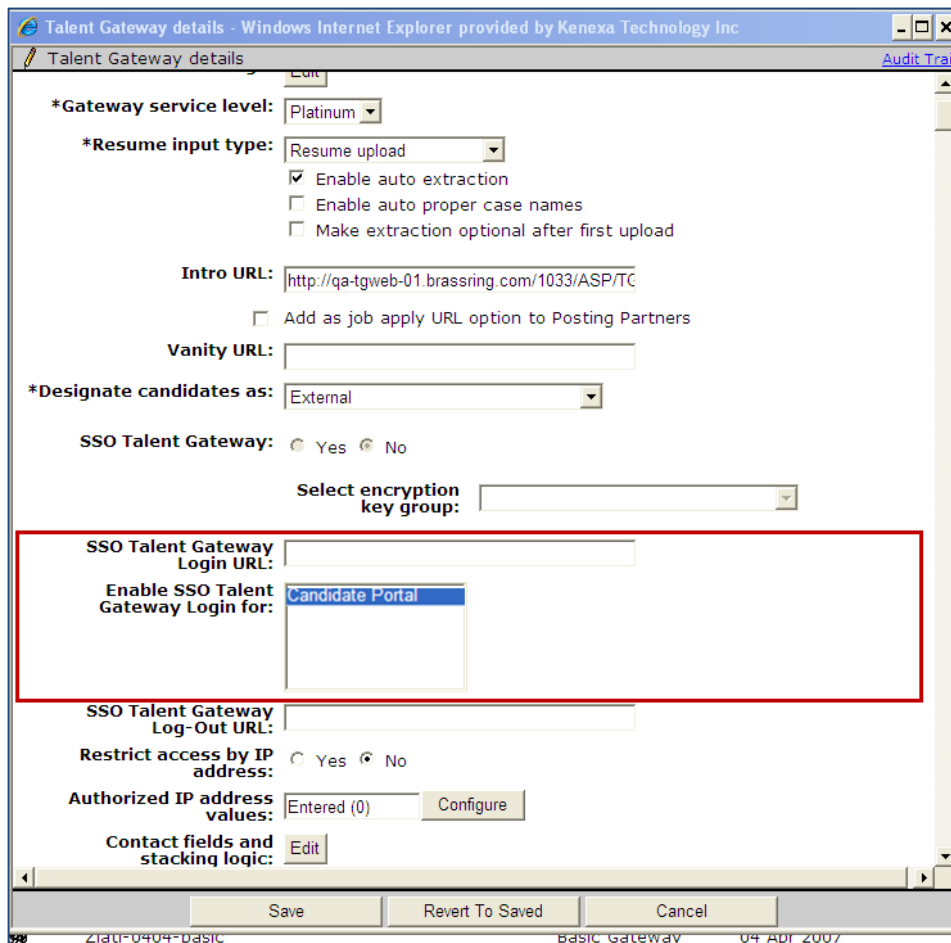 Talent Gateway details - Windows Internet Explorer provided by Kenexa Technology Inc
Talent Gateway details Audit Trai
Edit
*Gateway service level: Platinum
*Resume input type: Resume upload
Enable auto extraction
Enable auto proper case names
Make extraction optional after first upload
Intro URL: http://qa-tgweb-01.brassring.com/1033/ASP/TG
Add as job apply URL option to Posting Partners
Vanity URL:
*Designate candidates as: External
SSO Talent Gateway: Yes No
Select encryption
key group:
SSO Talent Gateway
Login URL:
Enable SSO Talent
Gateway Login for:
Candidate Portal
SSO Talent Gateway
Log-Out URL:
Restrict access by IP
address: Yes No
Authorized IP address
values: Entered (0) Configure
Contact fields and
stacking logic: Edit
Save Revert To Saved Cancel
Zlati-0404-basic Basic Gateway 04 Apr 2007